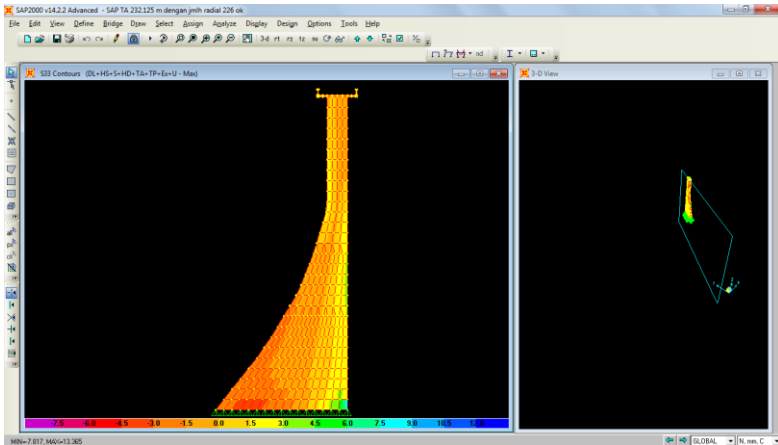 SAP2000 v14.2.2 Advanced - SAP TA 232.125 m dengan jmlh radial 226 ok
File Edit View Define Bridge Draw Select Assign Analyze Display Design Options Tools Help
3-d
nd
S33 Contours (DL+HS+S+HD+TA+TP+Ex+U - Max)
3-D View
-7.5 -6.0 -4.5 -3.0 -1.5 0.0 1.5 3.0 4.5 6.0 7.5 9.0 10.5 12.0
MIN=-7.817, MAX=13.365
GLOBAL
N, mm, C